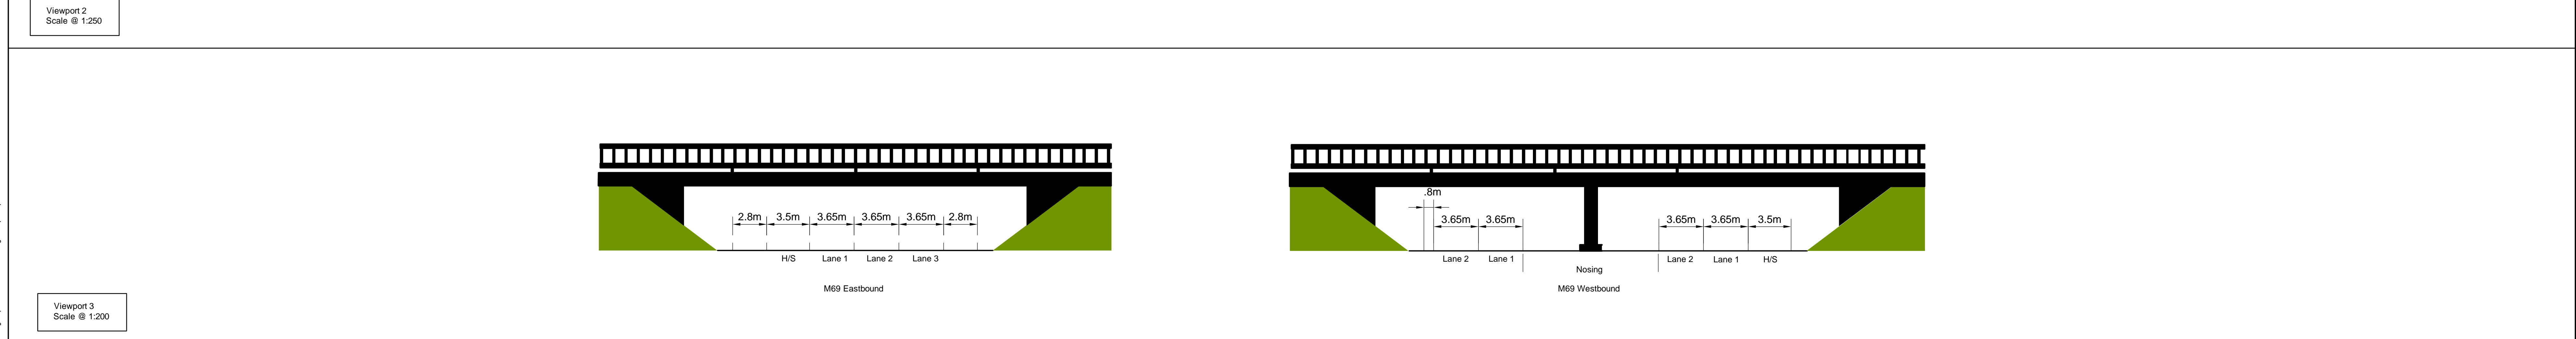 Viewport 2
Scale @ 1:250
2.8m 3.5m 3.65m 3.65m 3.65m 2.8m
H/S Lane 1 Lane 2 Lane 3
M69 Eastbound
.8m
3.65m 3.65m
3.65m 3.65m 3.5m
Lane 2 Lane 1
Nosing
Lane 2 Lane 1 H/S
M69 Westbound
Viewport 3
Scale @ 1:200